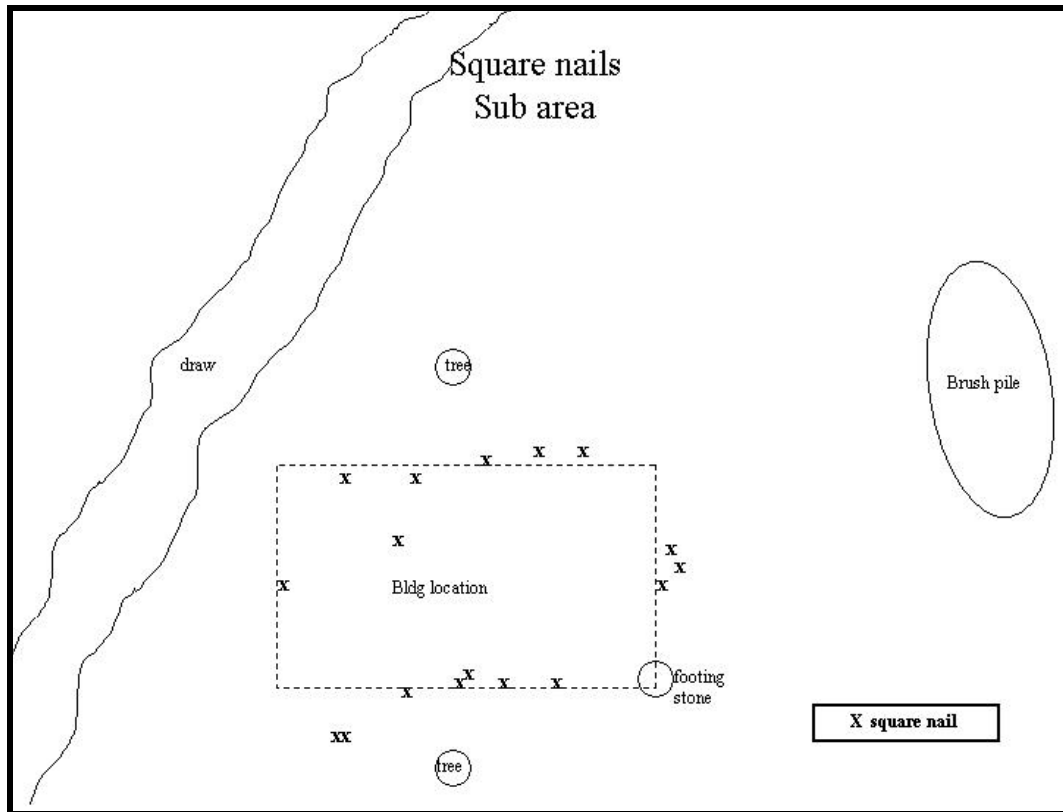 Square nails
Sub area
draw
tree
Brush pile
x x x
x x
x
x
x
Bldg location
x
x
footing
stone
x x x x x
X square nail
xx
tree